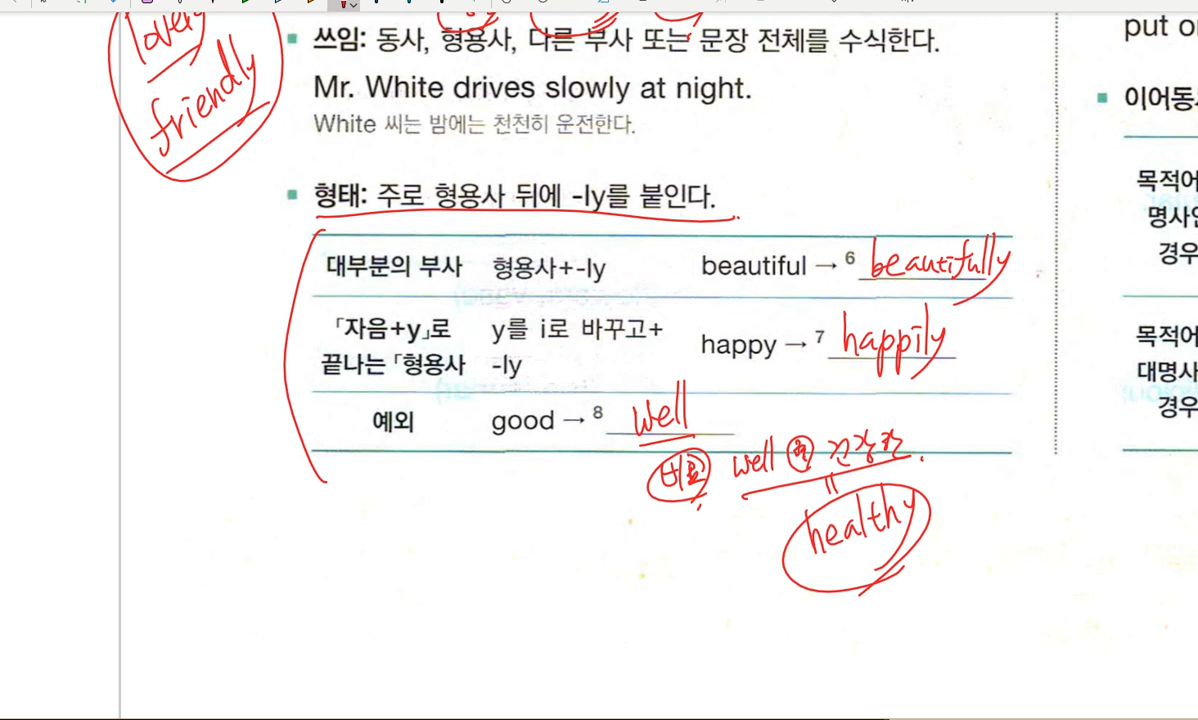 lovely
friendly
쓰임: 동사, 형용사, 다른 부사 또는 문장 전체를 수식한다.
Mr. White drives slowly at night.
White 씨는 밤에는 천천히 운전한다.
형태: 주로 형용사 뒤에 -ly를 붙인다.
대부분의 부사 형용사+-ly beautiful → 6 beautifully
「자음+y」로 y를 i로 바꾸고+
끝나는 「형용사 -ly
happy → 7 happily
예외 good → 8 well
비교 well 형 건강한.
healthy
put o
이어동
목적어
명사인
경우
목적어
대명사
경우